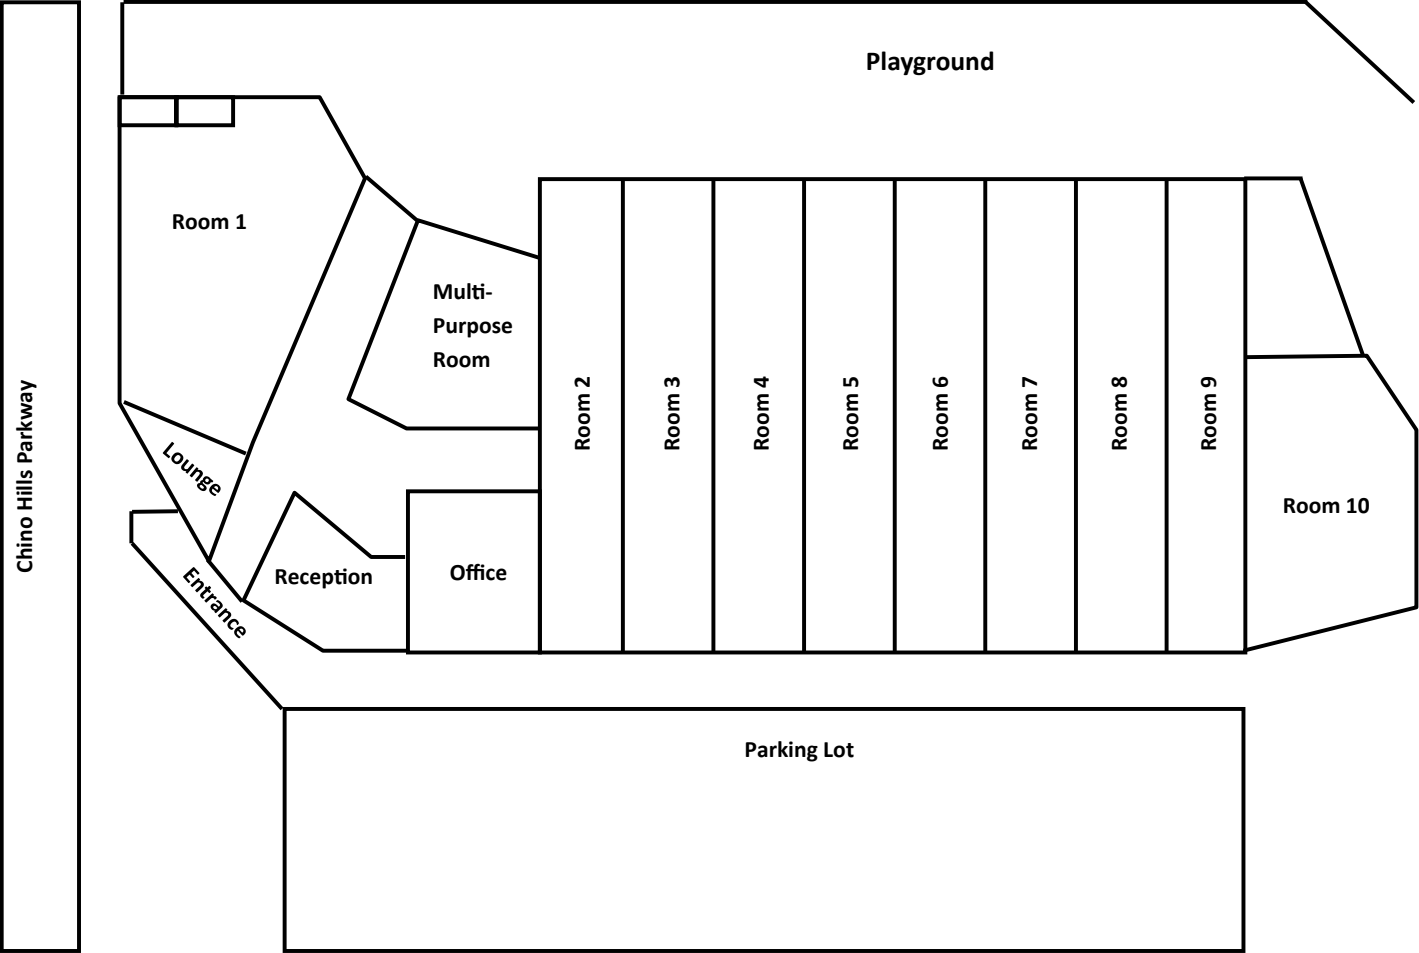 Playground
Room 1
Multi-
Purpose
Room
Chino Hills Parkway
Room 2
Room 3
Room 4
Room 5
Room 6
Room 7
Room 8
Room 9
Lounge
Room 10
Entrance
Reception
Office
Parking Lot